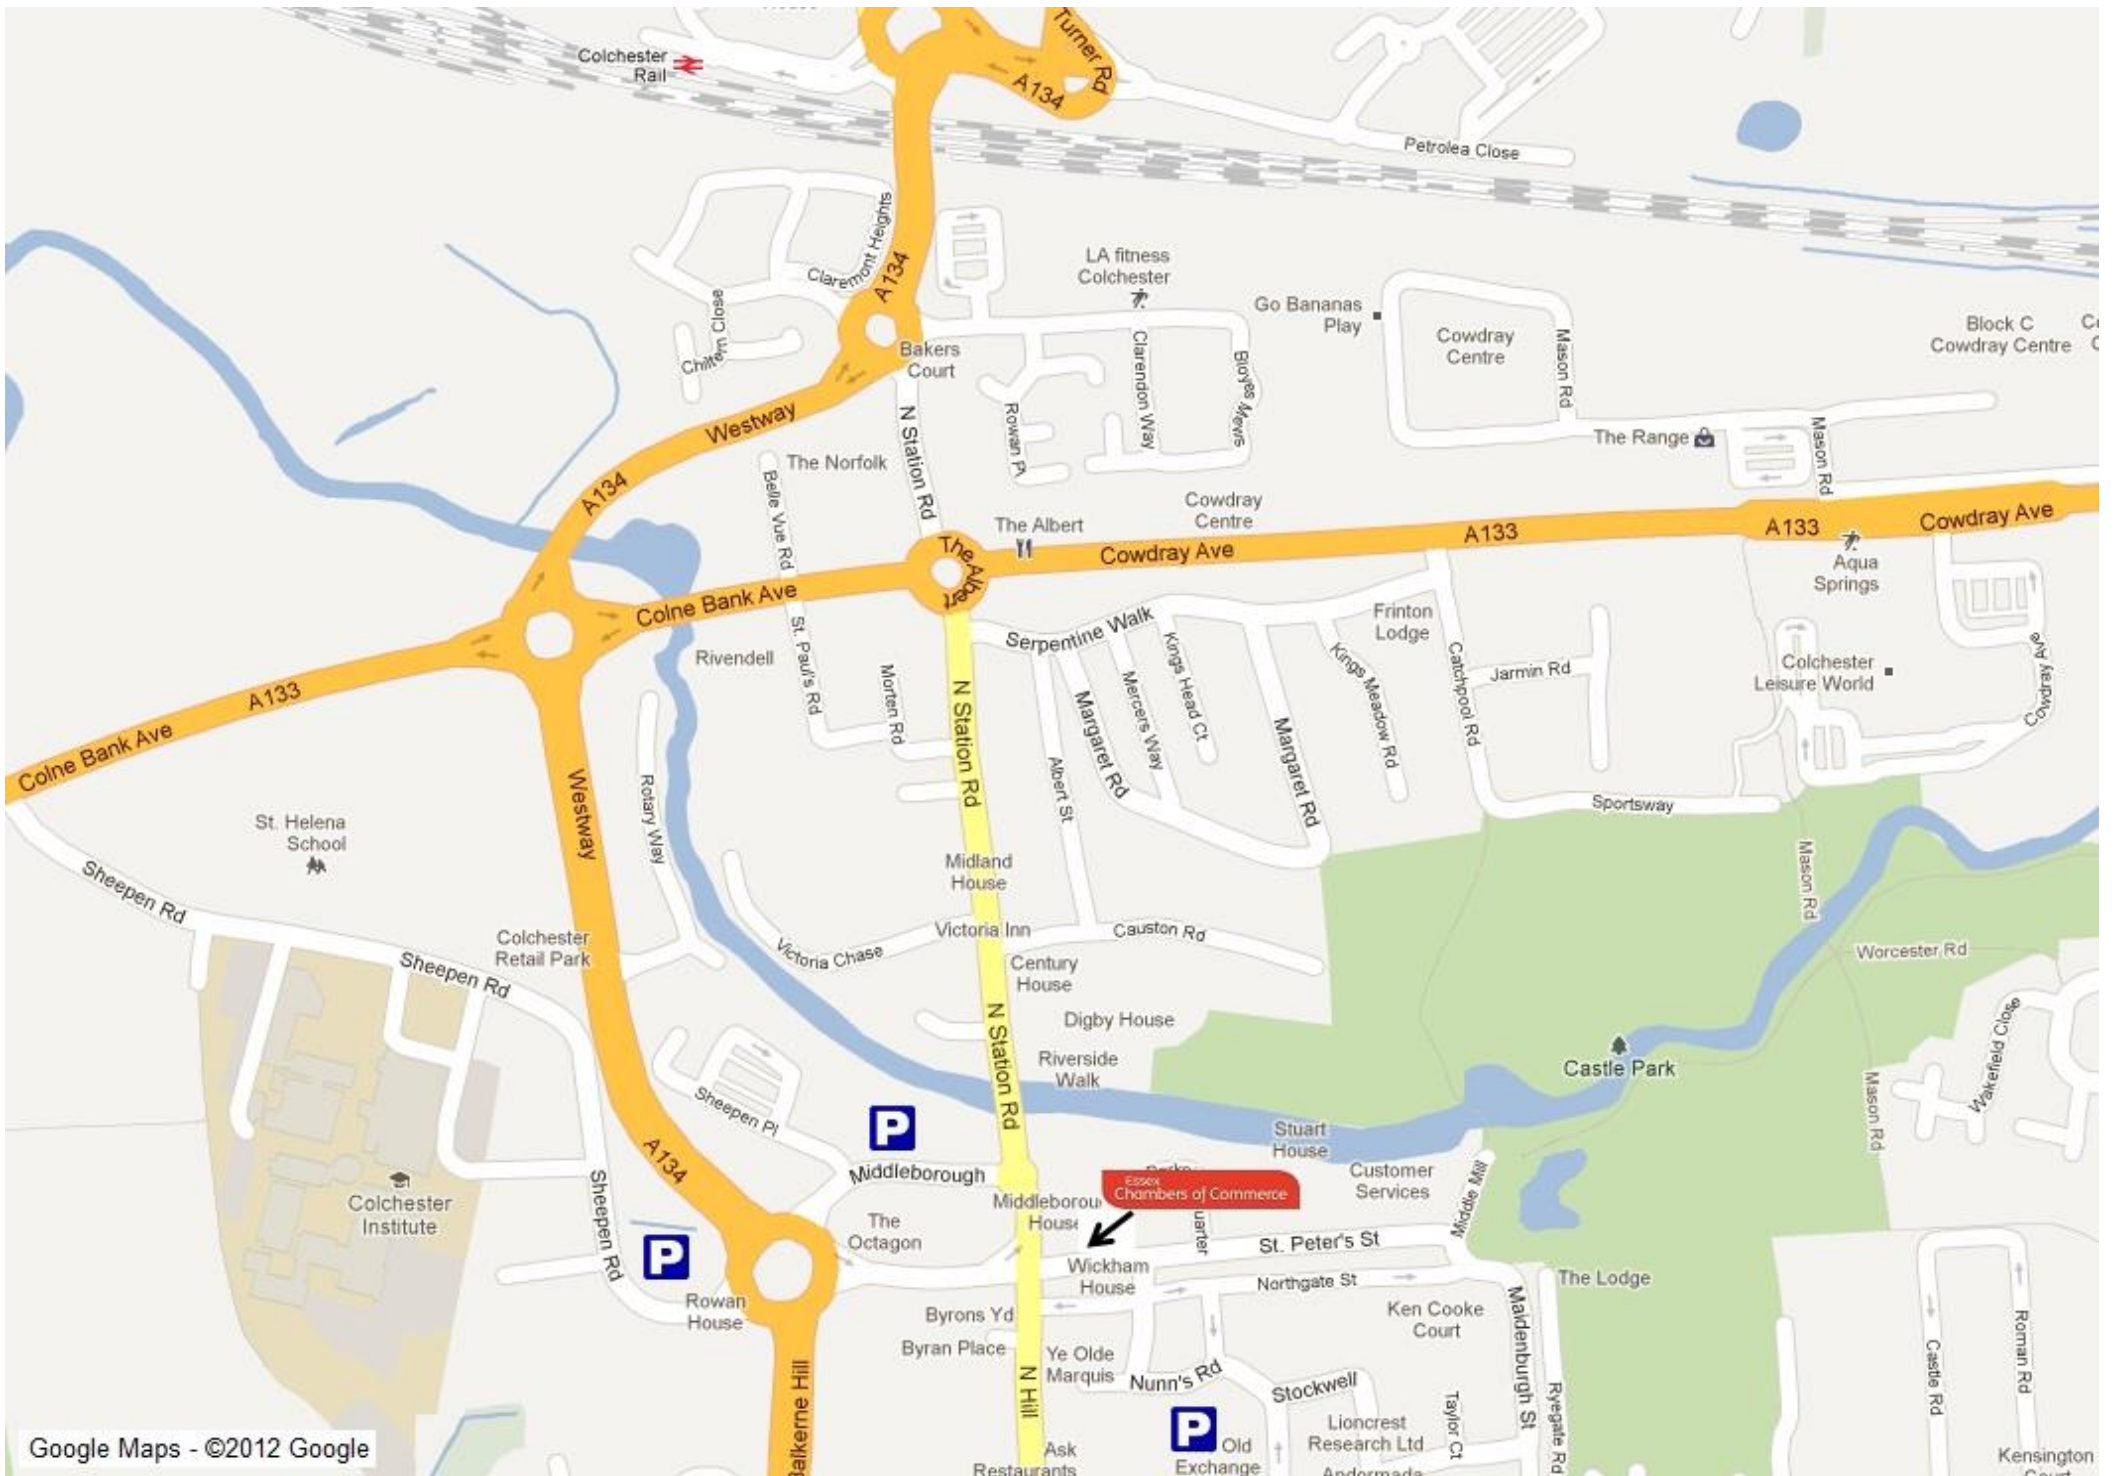 Turner Rd
Colchester
Rail
A134
Petrolea Close
Claremont Heights
A134
LA fitness
Colchester
Go Bananas
Play
Cowdray
Centre
Mason Rd
Block C
Cowdray Centre
Chiltern Close
Bakers
Court
Westway
N Station Rd
Rowan Pl
Clarendon Way
Bloyes Mews
The Range
Mason Rd
The Norfolk
A134
Belle Vue Rd
The Albert
Cowdray
Centre
The Albert
Cowdray Ave
A133
A133
Cowdray Ave
Aqua
Springs
Colne Bank Ave
Serpentine Walk
Frinton
Lodge
Rivendell
St. Paul's Rd
Morten Rd
N Station Rd
Kings Head Ct
Mercers Way
Margaret Rd
Margaret Rd
Kings Meadow Rd
Catchpool Rd
Jarmin Rd
Colchester
Leisure World
Cowdray Ave
A133
Colne Bank Ave
Westway
Rotary Way
Albert St
Sportsway
St. Helena
School
Sheepen Rd
Midland
House
Mason Rd
Colchester
Retail Park
Victoria Chase
Victoria Inn
Causton Rd
Worcester Rd
Sheepen Rd
Century
House
N Station Rd
Digby House
Riverside
Walk
Castle Park
Wakefield Close
Mason Rd
Sheepen Pl
P
Stuart
House
A134
Middleborough
Customer
Services
Essex
Chambers of Commerce
Colchester
Institute
Sheepen Rd
The
Octagon
Middleborou
House
uarter
Middle Mill
St. Peter's St
P
Wickham
House
Northgate St
The Lodge
Rowan
House
Byrons Yd
Byran Place
Ken Cooke
Court
Maidenburgh St
Ye Olde
Marquis
Nunn's Rd
Stockwell
Castle Rd
Roman Rd
Balkerne Hill
N Hill
Taylor Ct
Ryegate Rd
P
Lioncrest
Research Ltd
Old
Exchange
Ask
Restaurants
Kensington
Google Maps - ©2012 Google